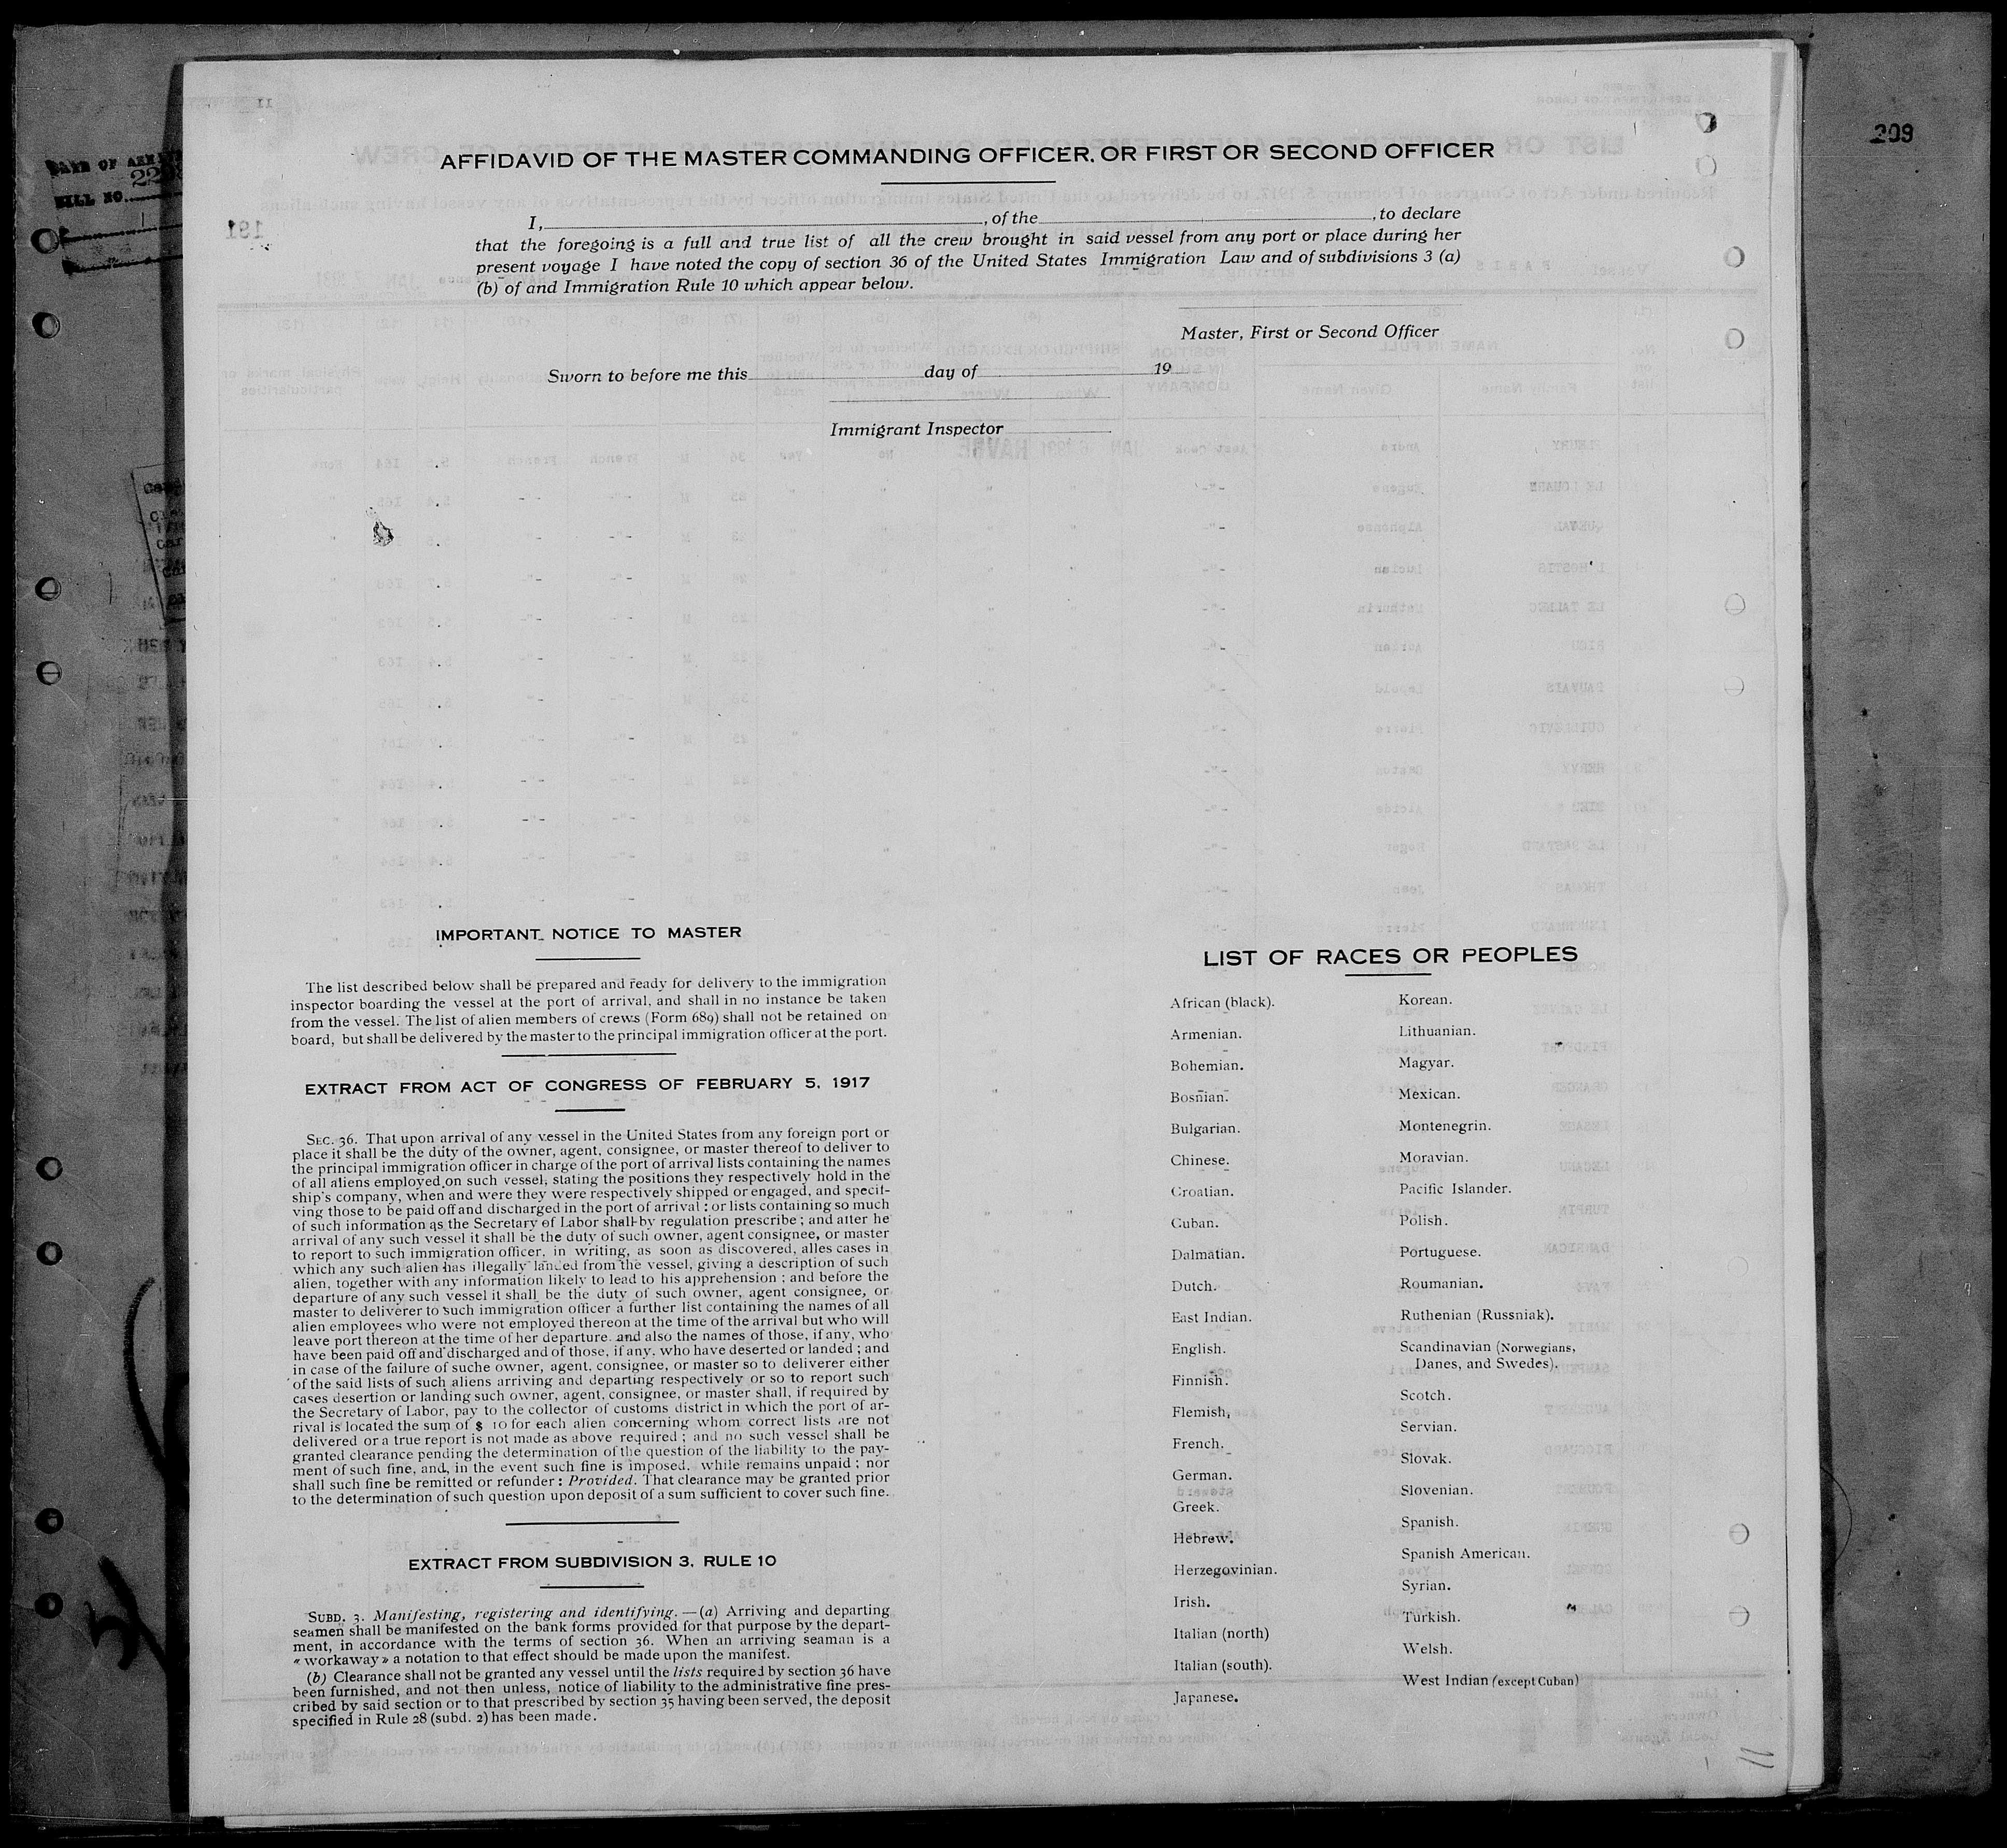 209
AFFIDAVID OF THE MASTER COMMANDING OFFICER, OR FIRST OR SECOND OFFICER
I, , of the , to declare
that the foregoing is a full and true list of all the crew brought in said vessel from any port or place during her
present voyage I have noted the copy of section 36 of the United States Immigration Law and of subdivisions 3 (a)
(b) of and Immigration Rule 10 which appear below.
Master, First or Second Officer
Sworn to before me this day of 19
Immigrant Inspector
IMPORTANT NOTICE TO MASTER
The list described below shall be prepared and ready for delivery to the immigration
inspector boarding the vessel at the port of arrival, and shall in no instance be taken
from the vessel. The list of alien members of crews (Form 689) shall not be retained on
board, but shall be delivered by the master to the principal immigration officer at the port.
EXTRACT FROM ACT OF CONGRESS OF FEBRUARY 5, 1917
SEC. 36. That upon arrival of any vessel in the United States from any foreign port or
place it shall be the duty of the owner, agent, consignee, or master thereof to deliver to
the principal immigration officer in charge of the port of arrival lists containing the names
of all aliens employed on such vessel, stating the positions they respectively hold in the
ship's company, when and were they were respectively shipped or engaged, and specif-
ving those to be paid off and discharged in the port of arrival : or lists containing so much
of such information as the Secretary of Labor shall by regulation prescribe ; and atter he
arrival of any such vessel it shall be the duty of such owner, agent consignee, or master
to report to such immigration officer, in writing, as soon as discovered, alles cases in
which any such alien has illegally landed from the vessel, giving a description of such
alien, together with any information likely to lead to his apprehension ; and before the
departure of any such vessel it shall be the duty of such owner, agent consignee, or
master to deliverer to such immigration officer a further list containing the names of all
alien employees who were not employed thereon at the time of the arrival but who will
leave port thereon at the time of her departure. and also the names of those, if any, who
have been paid off and discharged and of those, if any, who have deserted or landed ; and
in case of the failure of suche owner, agent, consignee, or master so to deliverer either
of the said lists of such aliens arriving and departing respectively or so to report such
cases desertion or landing such owner, agent, consignee, or master shall, if required by
the Secretary of Labor, pay to the collector of customs district in which the port of ar-
rival is located the sum of $ 10 for each alien concerning whom correct lists are not
delivered or a true report is not made as above required ; and no such vessel shall be
granted clearance pending the determination of the question of the liability to the pay-
ment of such fine, and, in the event such fine is imposed, while remains unpaid ; nor
shall such fine be remitted or refunder : Provided. That clearance may be granted prior
to the determination of such question upon deposit of a sum sufficient to cover such fine.
EXTRACT FROM SUBDIVISION 3, RULE 10
SUBD. 3. Manifesting, registering and identifying. — (a) Arriving and departing
seamen shall be manifested on the bank forms provided for that purpose by the depart-
ment, in accordance with the terms of section 36. When an arriving seaman is a
« workaway » a notation to that effect should be made upon the manifest.
(b) Clearance shall not be granted any vessel until the lists required by section 36 have
been furnished, and not then unless, notice of liability to the administrative fine pres-
cribed by said section or to that prescribed by section 35 having been served, the deposit
specified in Rule 28 (subd. 2) has been made.
LIST OF RACES OR PEOPLES
African (black).
Armenian.
Bohemian.
Bosnian.
Bulgarian.
Chinese.
Croatian.
Cuban.
Dalmatian.
Dutch.
East Indian.
English.
Finnish.
Flemish,
French.
German.
Greek.
Hebrew.
Herzegovinian.
Irish.
Italian (north)
Italian (south).
Japanese.
Korean.
Lithuanian.
Magyar.
Mexican.
Montenegrin.
Moravian.
Pacific Islander.
Polish.
Portuguese.
Roumanian.
Ruthenian (Russniak).
Scandinavian (Norwegians,
Danes, and Swedes).
Scotch.
Servian.
Slovak.
Slovenian.
Spanish.
Spanish American.
Syrian.
Turkish.
Welsh.
West Indian (except Cuban)
11